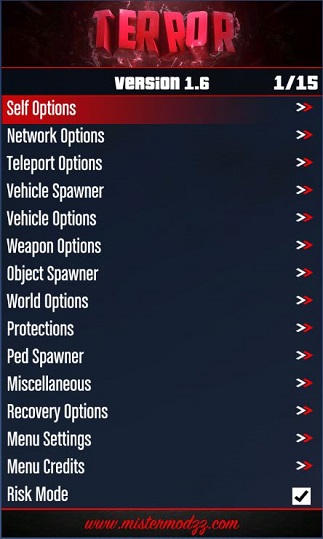 TERROR
VERSION 1.6 1/15
Self Options
Network Options
Teleport Options
Vehicle Spawner
Vehicle Options
Weapon Options
Object Spawner
World Options
Protections
Ped Spawner
Miscellaneous
Recovery Options
Menu Settings
Menu Credits
Risk Mode
www.mistermodzz.com